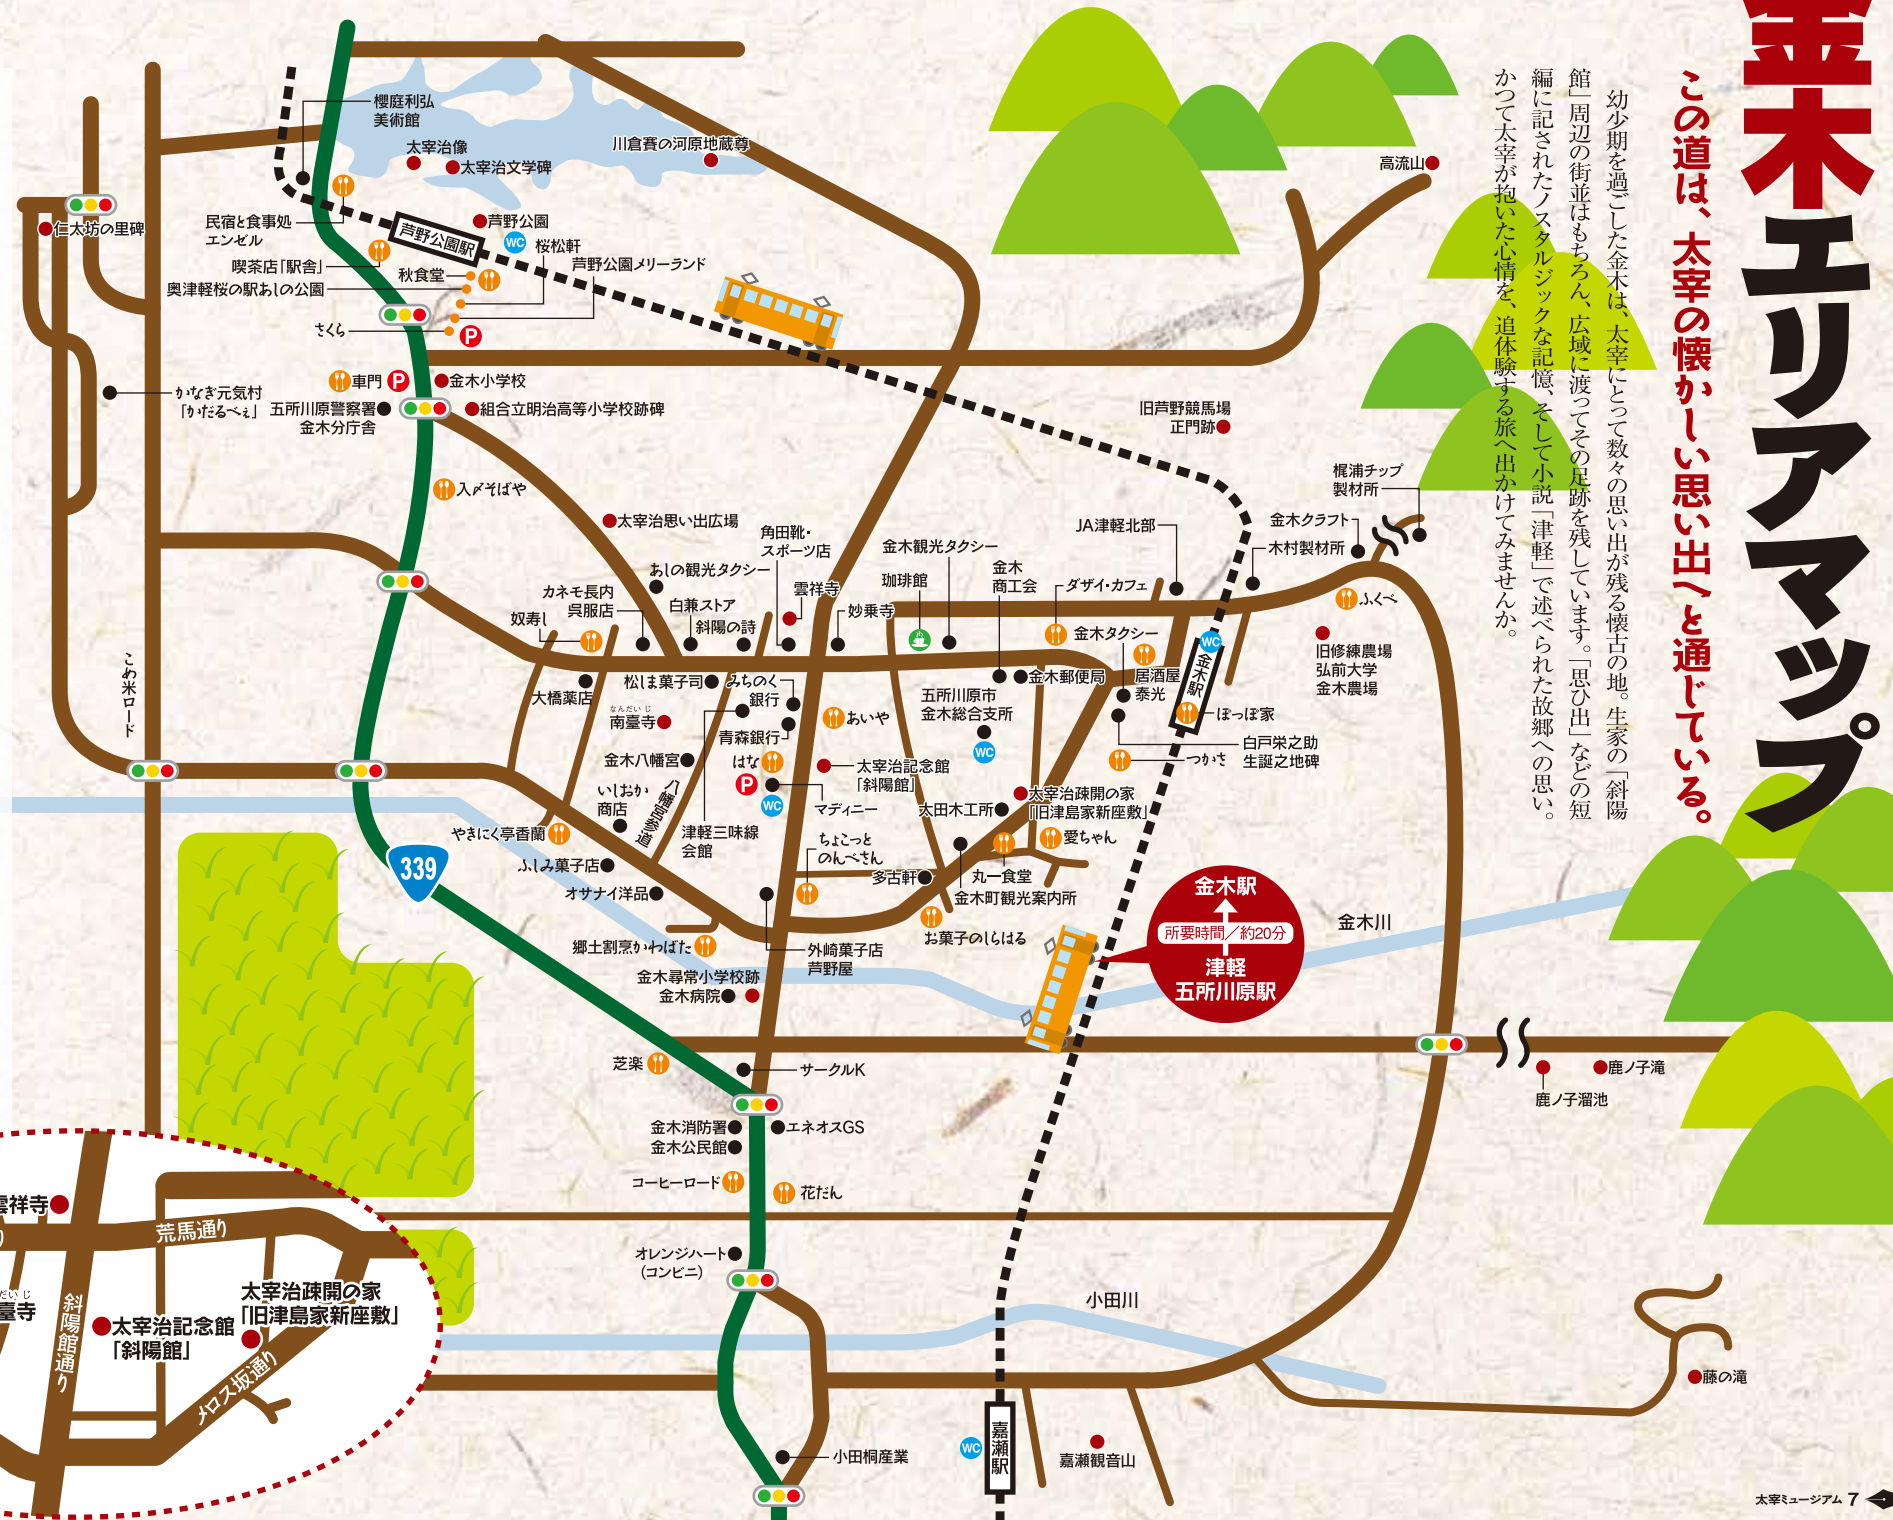 金木エリアマップ
この道は、太宰の懐かしい思い出へと通じている。
幼少期を過ごした金木は、太宰にとって数々の思い出が残る懐古の地。生家の「斜陽
館」周辺の街並はもちろん、広域に渡ってその足跡を残しています。「思ひ出」などの短
編に記されたノスタルジックな記憶、そして小説「津軽」で述べられた故郷への思い。
かつて太宰が抱いた心情を、追体験する旅へ出かけてみませんか。
櫻庭利弘
美術館
太宰治像
太宰治文学碑
川倉賽の河原地蔵尊
高流山
仁太坊の里碑
民宿と食事処
エンゼル
芦野公園駅
芦野公園
WC
桜松軒
喫茶店「駅舎」
秋食堂
芦野公園メリーランド
奥津軽桜の駅あしの公園
さくら
P
車門
P
金木小学校
かなぎ元気村
「かだるべぇ」
五所川原警察署
金木分庁舎
組合立明治高等小学校跡碑
旧芦野競馬場
正門跡
入〆そばや
梶浦チップ
製材所
太宰治思い出広場
角田靴・
スポーツ店
JA津軽北部
金木クラフト
木村製材所
金木観光タクシー
あしの観光タクシー
金木
商工会
カネモ長内
呉服店
白兼ストア
雲祥寺
珈琲館
ダザイ・カフェ
ふくべ
奴寿し
斜陽の詩
妙乗寺
金木タクシー
WC
金木駅
旧修練農場
弘前大学
金木農場
こめ米ロード
大橋薬店
松しま菓子司
みちのく
銀行
金木郵便局
居酒屋
泰光
五所川原市
金木総合支所
WC
なんだいじ
南臺寺
青森銀行
あいや
ぽっぽ家
白戸栄之助
生誕之地碑
つかさ
金木八幡宮
はな
P
WC
太宰治記念館
「斜陽館」
マディニー
いしおか
商店
八幡宮参道
太宰治疎開の家
「旧津島家新座敷」
太田木工所
やきにく亭香蘭
津軽三味線
会館
ちょこっと
のんべさん
愛ちゃん
339
ふしみ菓子店
多古軒
丸一食堂
オサナイ洋品
金木町観光案内所
金木駅
所要時間/約20分
津軽
五所川原駅
金木川
郷土割烹かわばた
外崎菓子店
芦野屋
お菓子のしらはる
金木尋常小学校跡
金木病院
芝楽
サークルK
鹿ノ子滝
鹿ノ子溜池
金木消防署
エネオスGS
金木公民館
コーヒーロード
花だん
雲祥寺
荒馬通り
オレンジハート
(コンビニ)
だいじ
臺寺
太宰治疎開の家
「旧津島家新座敷」
斜陽館通り
太宰治記念館
「斜陽館」
メロス坂通り
小田川
藤の滝
小田桐産業
WC
嘉瀬駅
嘉瀬観音山
太宰ミュージアム 7